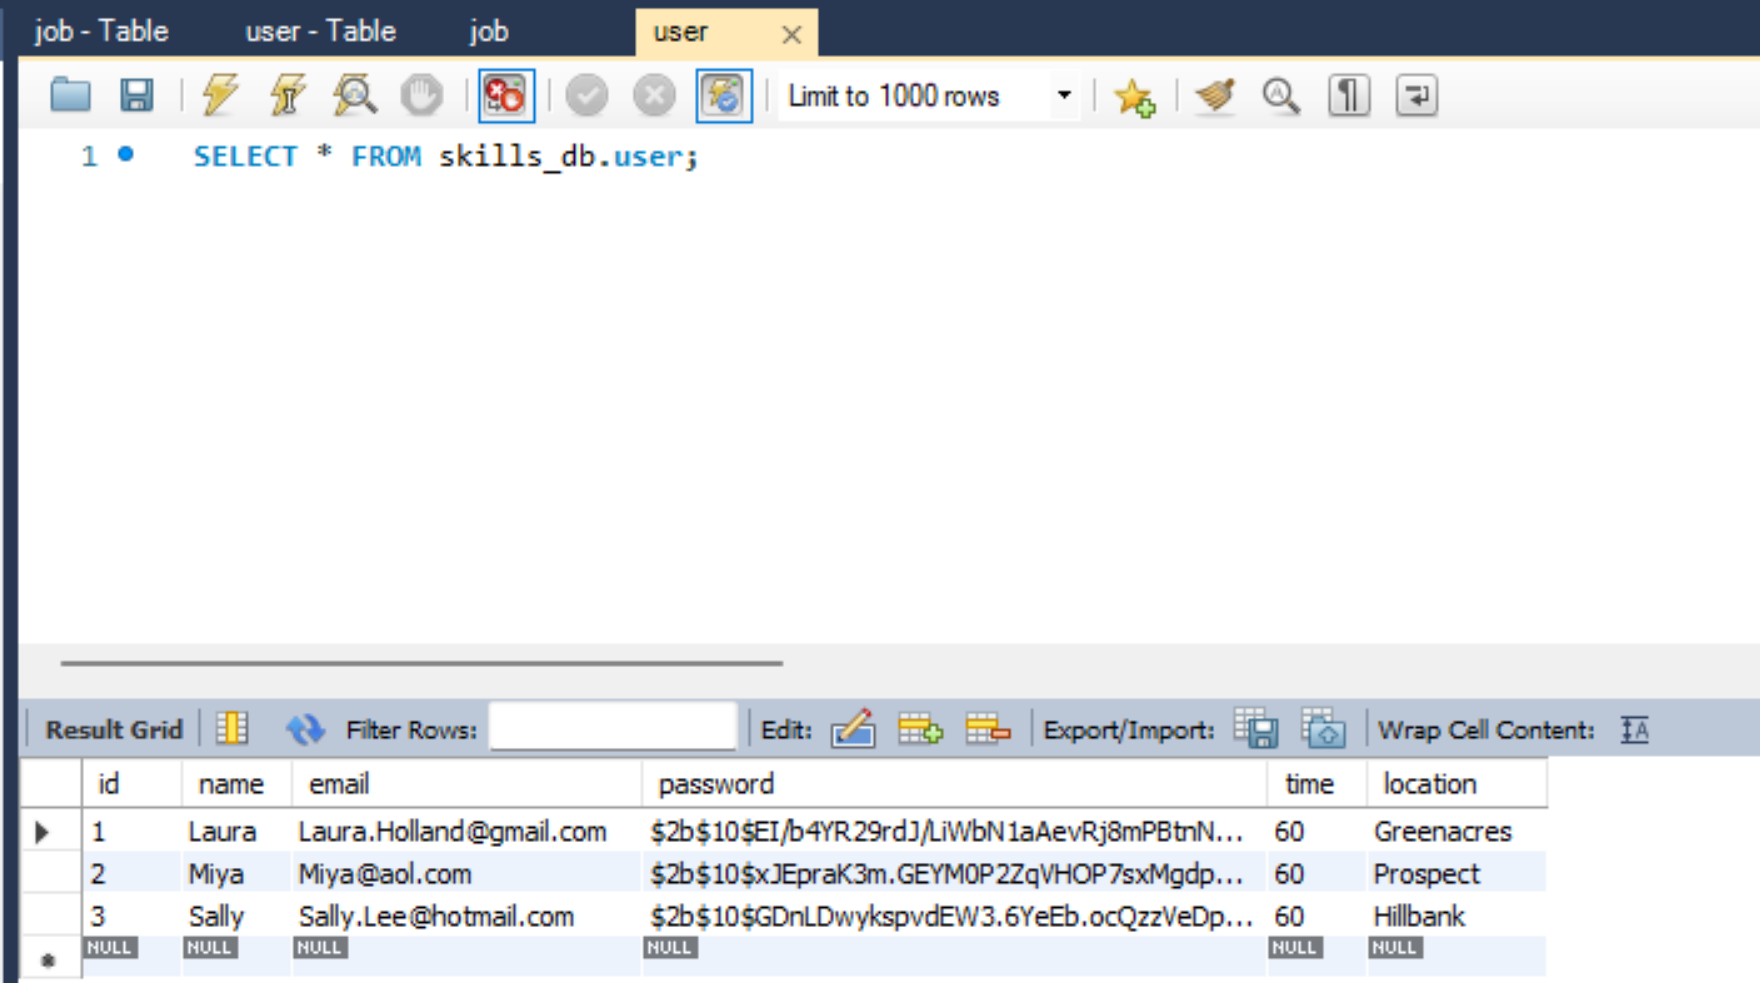 job - Table user - Table job user
Limit to 1000 rows
1 SELECT * FROM skills_db.user;
Result Grid Filter Rows: Edit: Export/Import: Wrap Cell Content:
id name email password time location
1 Laura Laura.Holland@gmail.com $2b$10$EI/b4YR29rdJ/LiWbN1aAevRj8mPBtnN... 60 Greenacres
2 Miya Miya@aol.com $2b$10$xJEpraK3m.GEYM0P2ZqVHOP7sxMgdp... 60 Prospect
3 Sally Sally.Lee@hotmail.com $2b$10$GDnLDwykspvdEW3.6YeEb.ocQzzVeDp... 60 Hillbank
NULL NULL NULL NULL NULL NULL